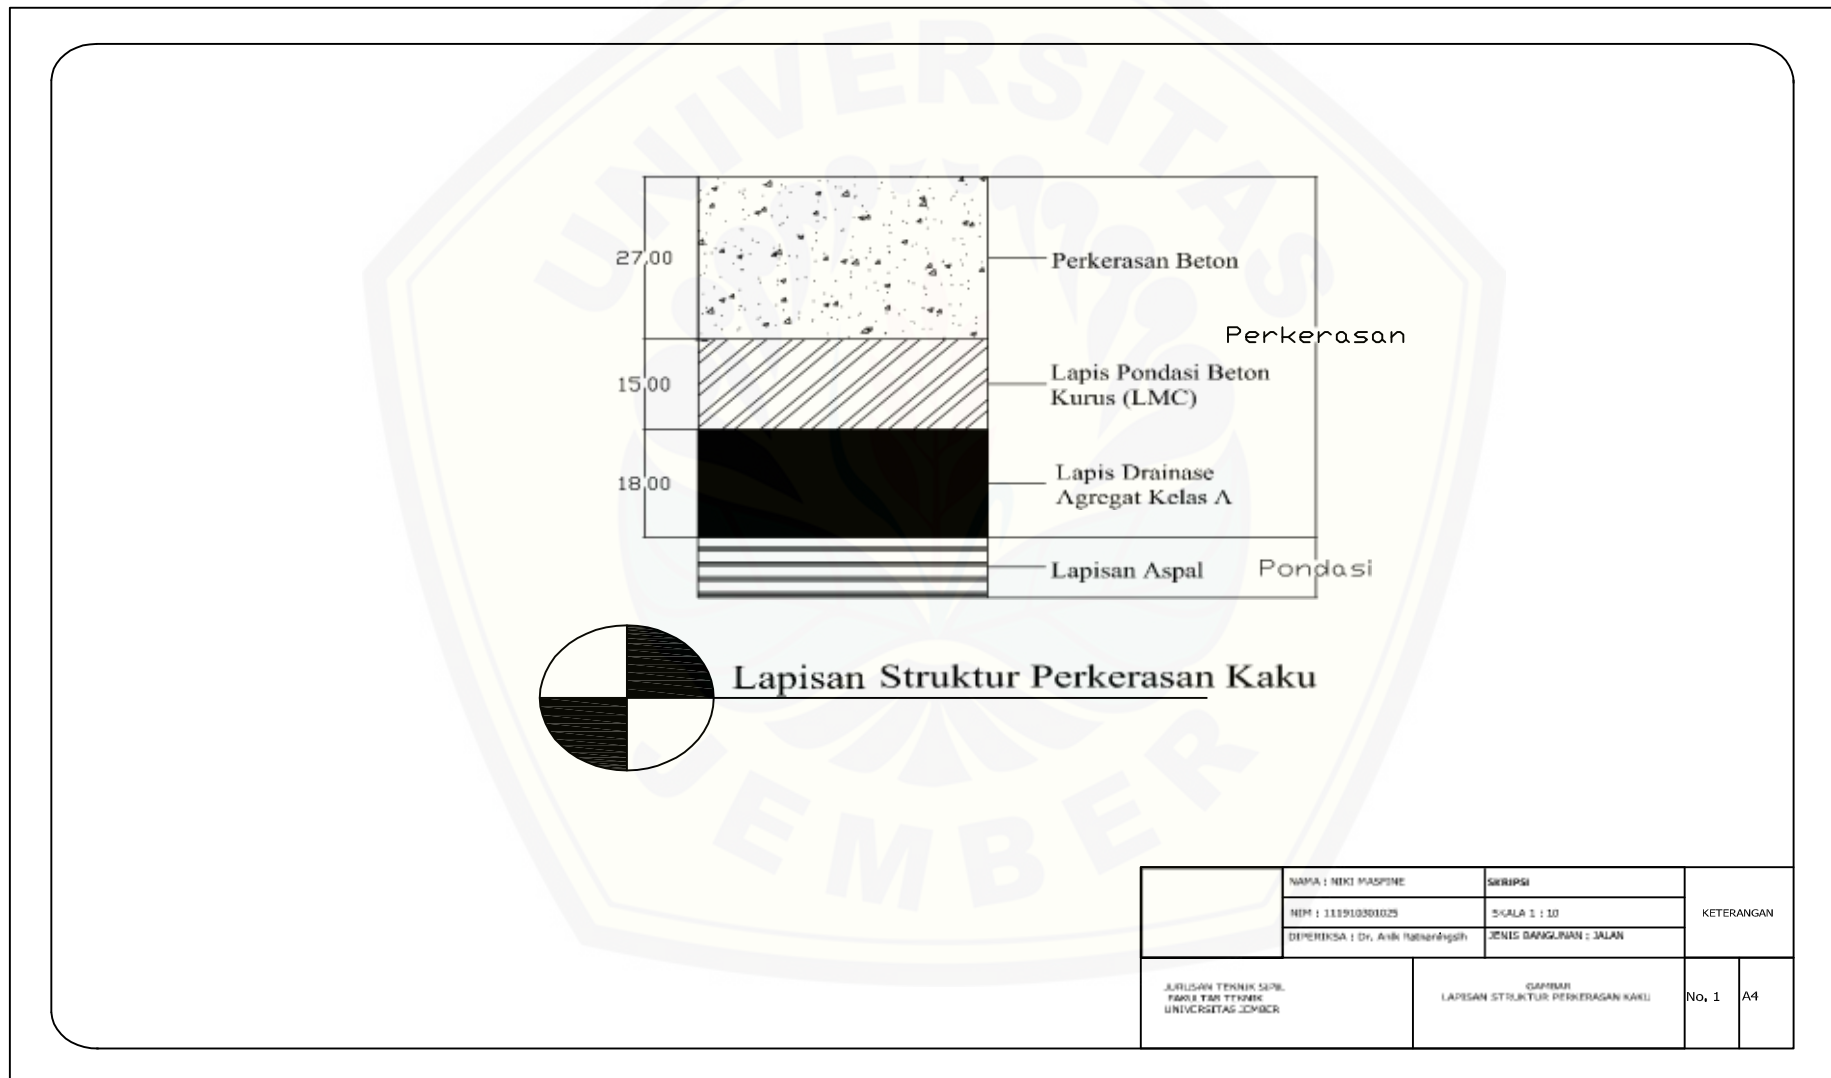 UNIVERSITAS
27,00
Perkerasan Beton
Perkerasan
15,00
Lapis Pondasi Beton
Kurus (LMC)
18,00
Lapis Drainase
Agregat Kelas A
Lapisan Aspal
Pondasi
Lapisan Struktur Perkerasan Kaku
JEMBER
NAMA : NIKI MASPINE
SKRIPSI
KETERANGAN
NIM : 111910301025
SKALA 1 : 10
DIPERIKSA : Dr. Anik Ratnaningsih
JENIS BANGUNAN : JALAN
JURUSAN TEKNIK SIPIL
FAKULTAS TEKNIK
UNIVERSITAS JEMBER
GAMBAR
LAPISAN STRUKTUR PERKERASAN KAKU
No. 1
A4